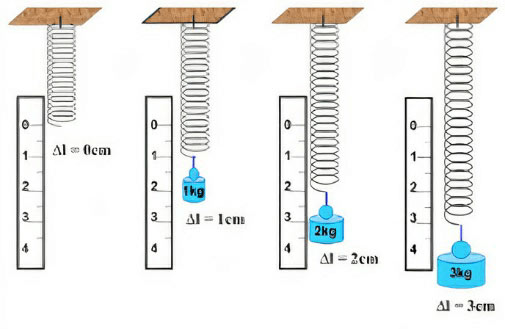 0
1
2
3
4
Δl = 0cm
0
1
2
3
4
1kg
Δl = 1cm
0
1
2
3
4
2kg
Δl = 2cm
0
1
2
3
4
3kg
Δl = 3cm